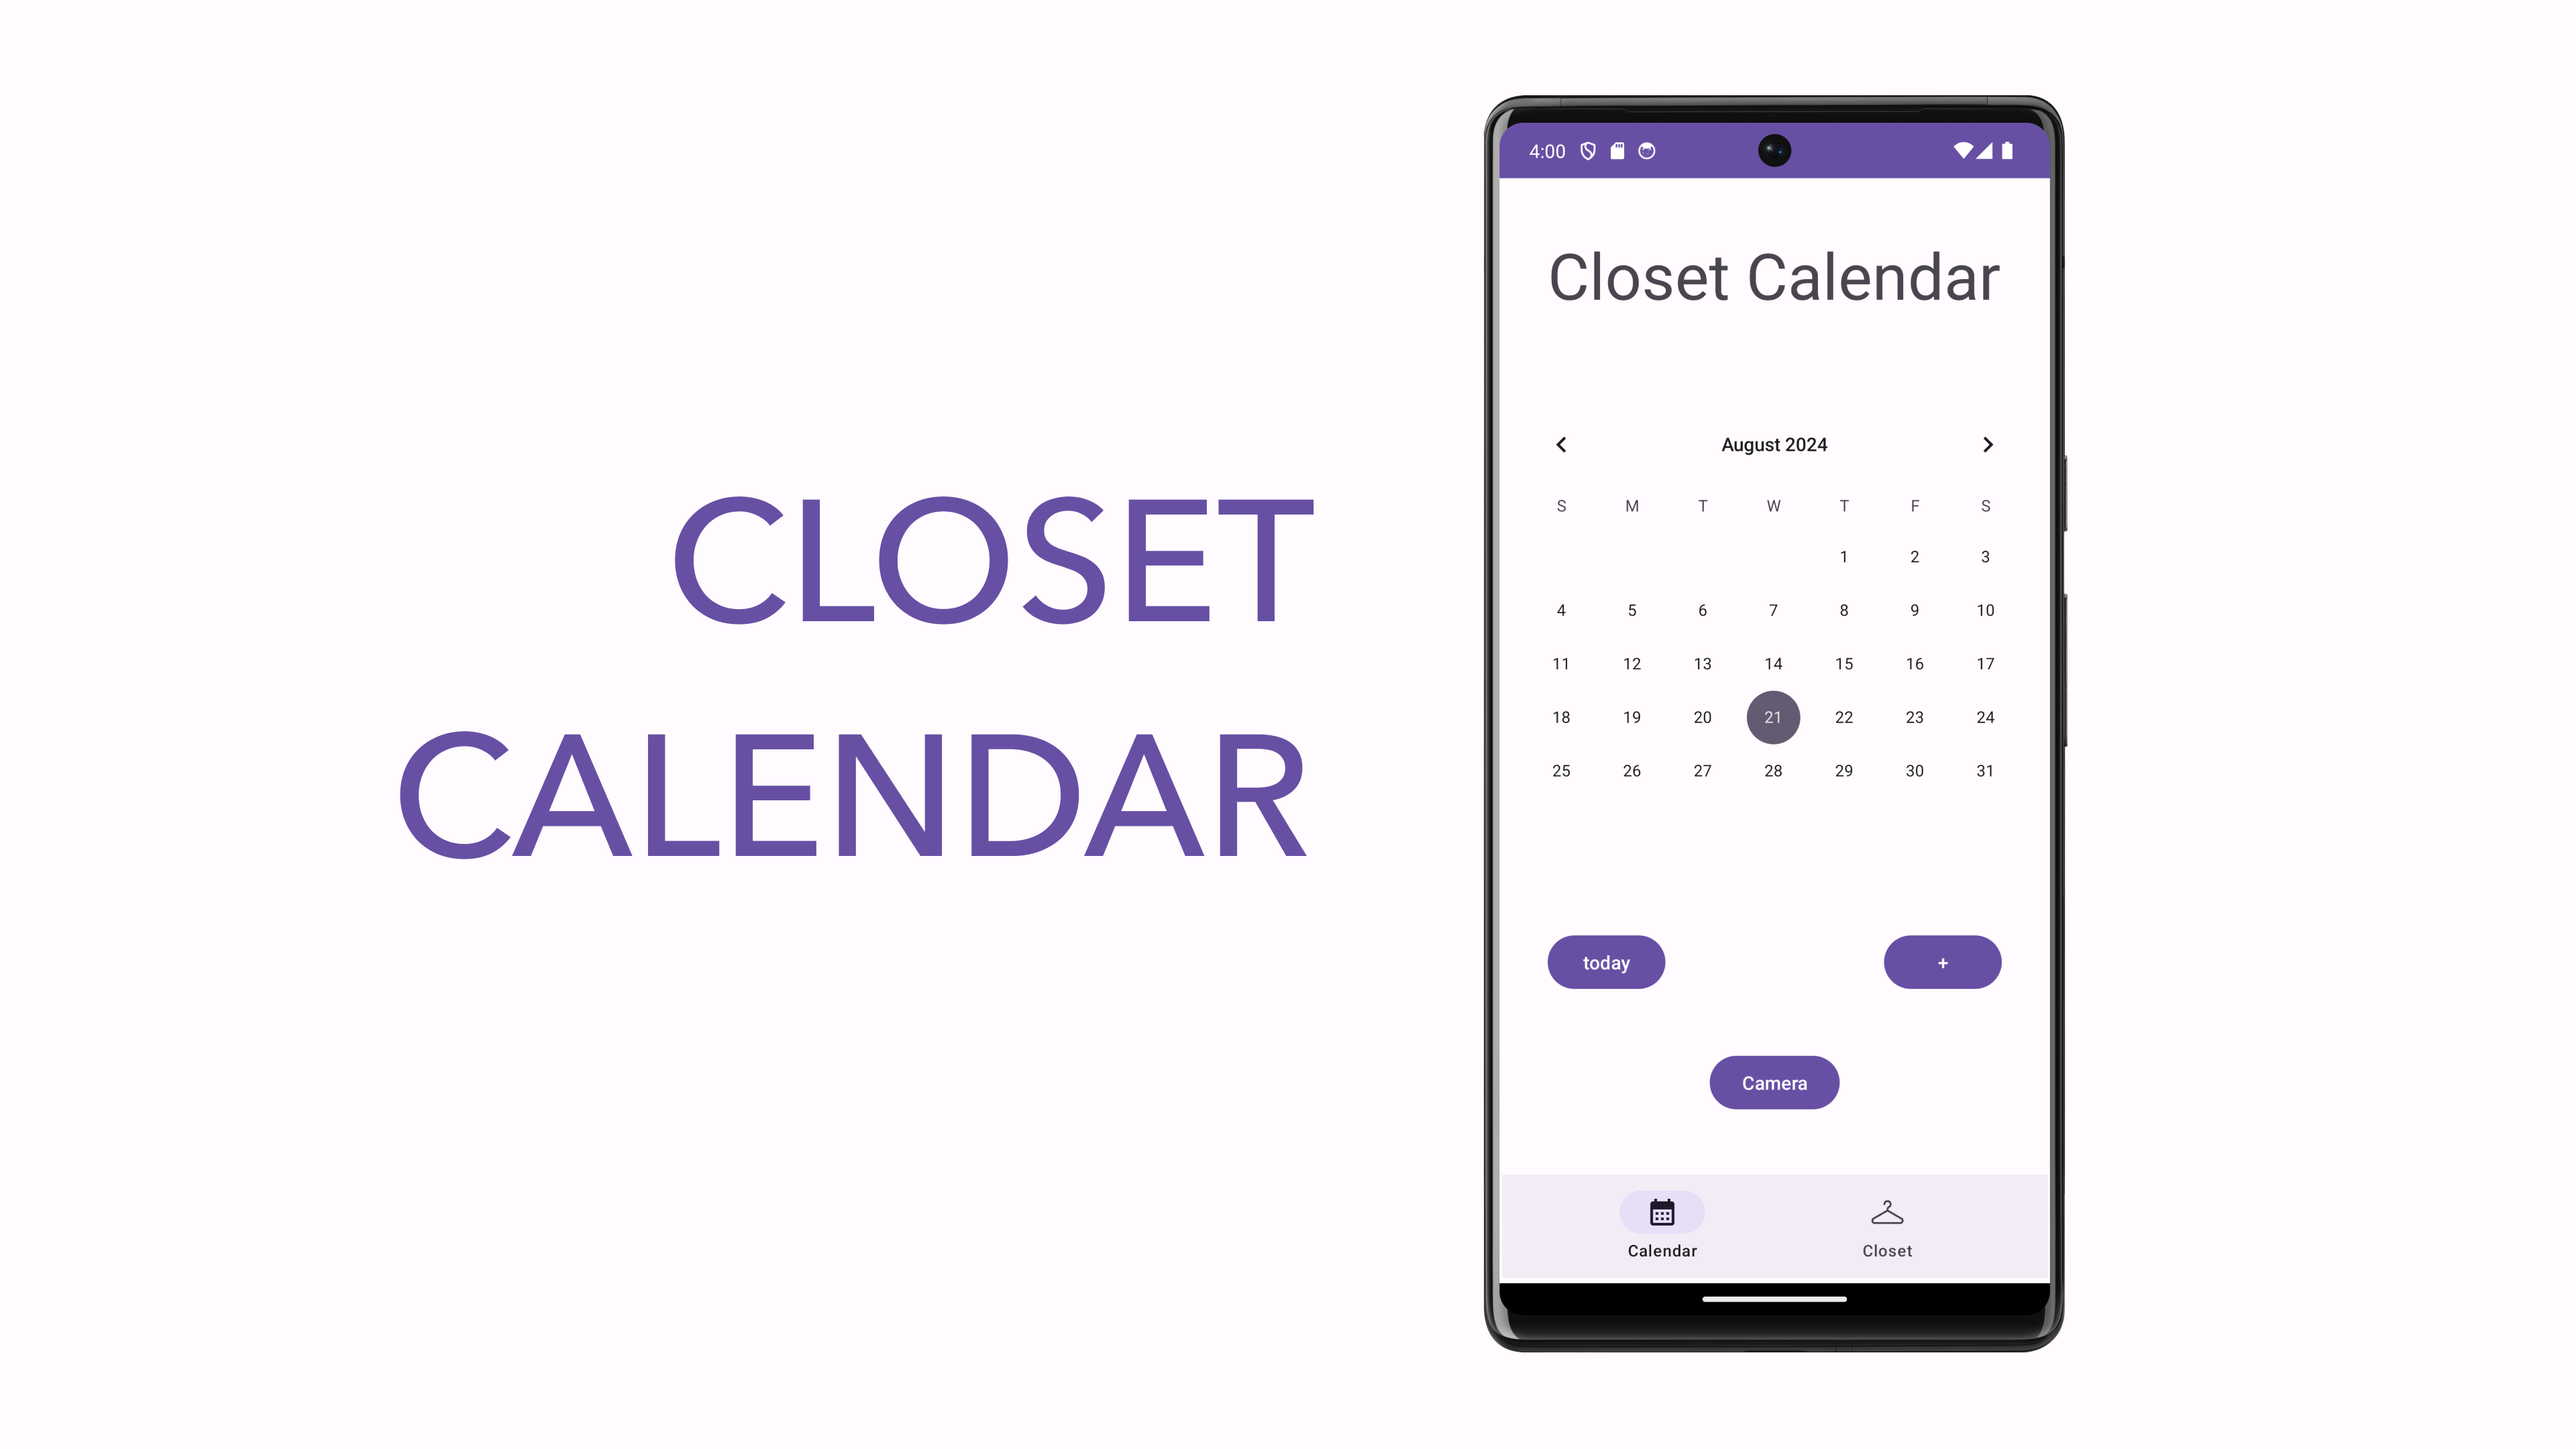 CLOSET
CALENDAR
4:00
Closet Calendar
August 2024
S M T W T F S
1 2 3
4 5 6 7 8 9 10
11 12 13 14 15 16 17
18 19 20 21 22 23 24
25 26 27 28 29 30 31
today +
Camera
Calendar Closet